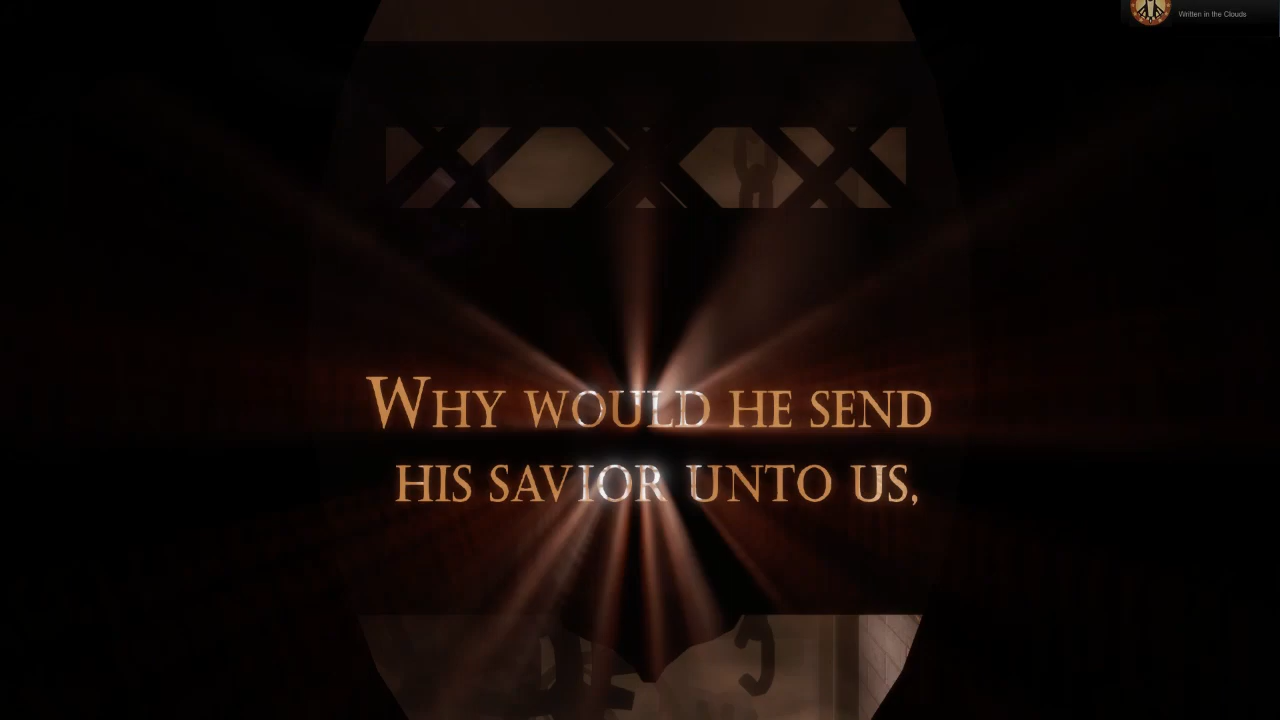 Written in the Clouds
WHY WOULD HE SEND
HIS SAVIOR UNTO US,